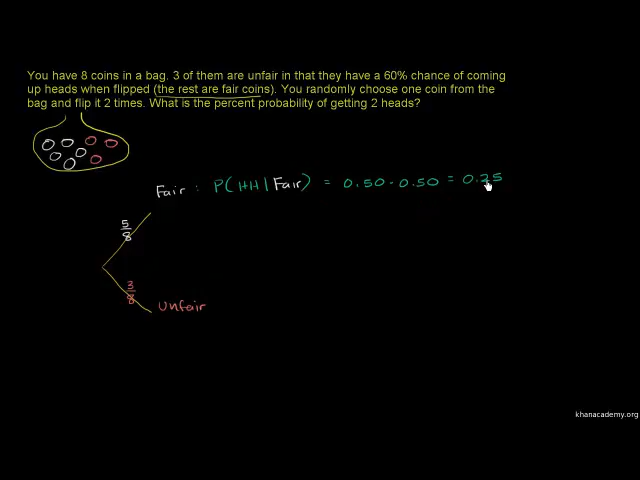 You have 8 coins in a bag. 3 of them are unfair in that they have a 60% chance of coming
up heads when flipped (the rest are fair coins). You randomly choose one coin from the
bag and flip it 2 times. What is the percent probability of getting 2 heads?
Fair : P(HH|Fair) = 0.50 · 0.50 = 0.25
5/8
3/8
Unfair
khanacademy.org